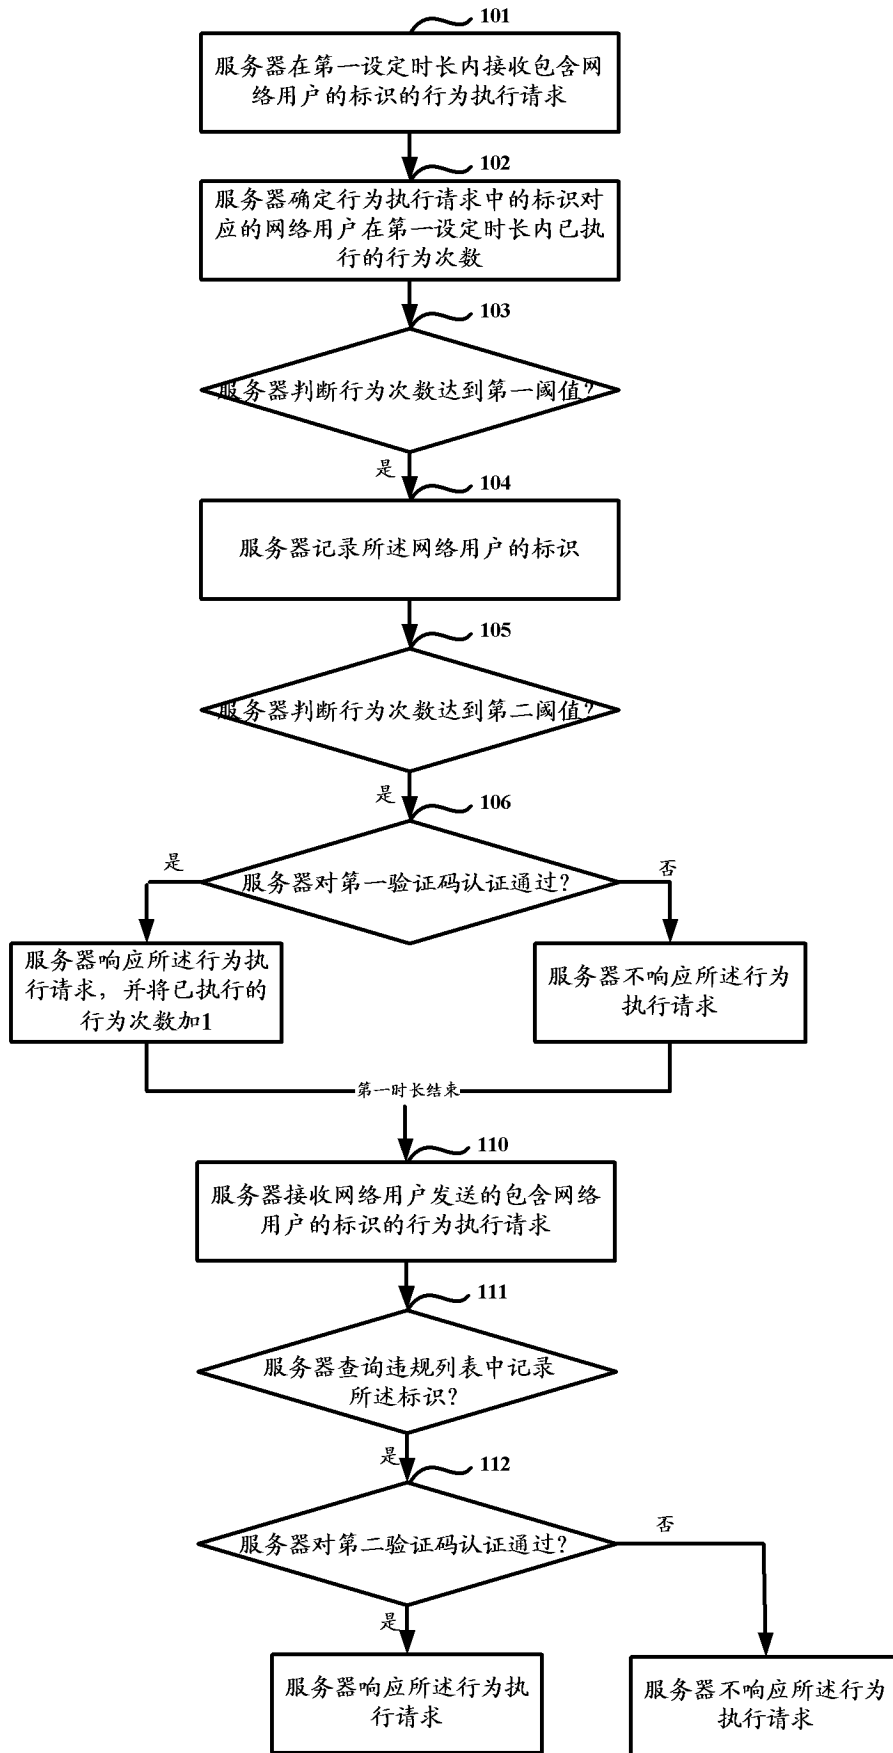 101
服务器在第一设定时长内接收包含网
络用户的标识的行为执行请求
102
服务器确定行为执行请求中的标识对
应的网络用户在第一设定时长内已执
行的行为次数
103
服务器判断行为次数达到第一阈值?
是
104
服务器记录所述网络用户的标识
105
服务器判断行为次数达到第二阈值?
是
106
服务器对第一验证码认证通过?
是
否
服务器响应所述行为执
行请求，并将已执行的
行为次数加1
服务器不响应所述行为
执行请求
第一时长结束
110
服务器接收网络用户发送的包含网络
用户的标识的行为执行请求
111
服务器查询违规列表中记录
所述标识?
是
112
服务器对第二验证码认证通过?
否
是
服务器响应所述行为执
行请求
服务器不响应所述行为
执行请求